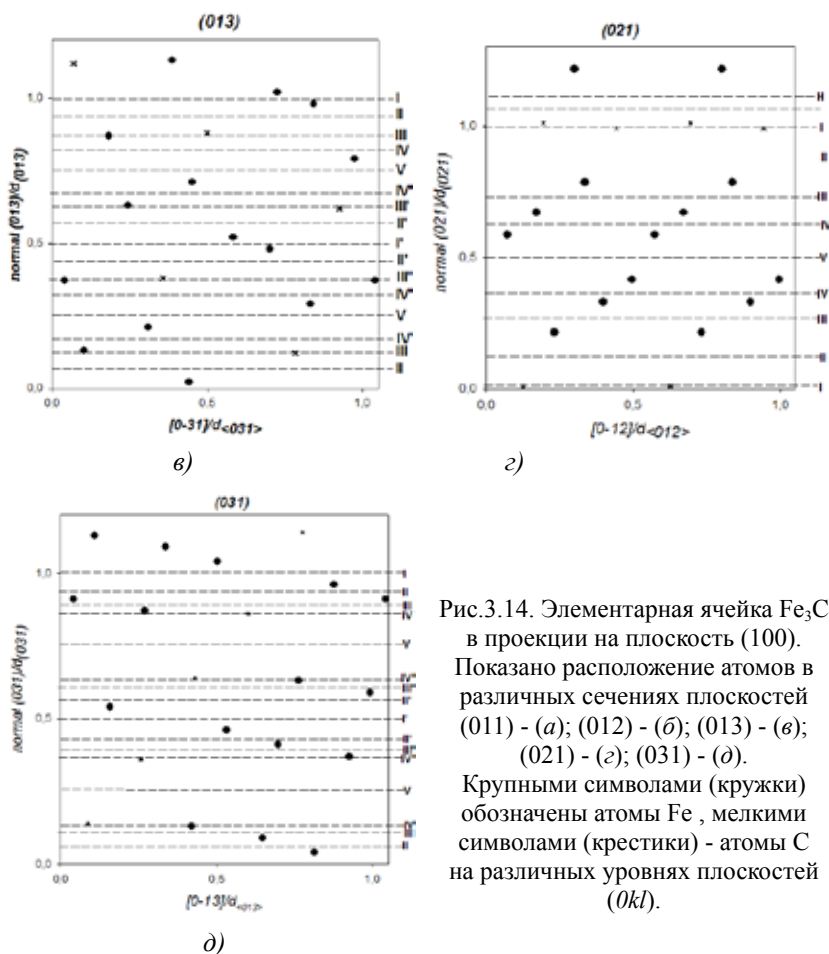 (013)
normal (013)/d(013)
1,0
0,5
0,0
I
II
III
IV
V
IV"
III'
II'
I'
II"
III"
IV"
V
IV"
III
II
0,0
0,5
1,0
[0-31]/d<031>
в)
(021)
normal (021)/d(021)
1,0
0,5
0,0
II
I
II
III
IV
V
IV
III
II
I
0,0
0,5
1,0
[0-12]/d<012>
г)
(031)
normal (031)/d(031)
1,0
0,5
0,0
I
II
IV
V
I'
V
II
0,0
0,5
1,0
д)
Рис.3.14. Элементарная ячейка Fe₃C
в проекции на плоскость (100).
Показано расположение атомов в
различных сечениях плоскостей
(011) - (а); (012) - (б); (013) - (в);
(021) - (г); (031) - (д).
Крупными символами (кружки)
обозначены атомы Fe , мелкими
символами (крестики) - атомы С
на различных уровнях плоскостей
(0kl).